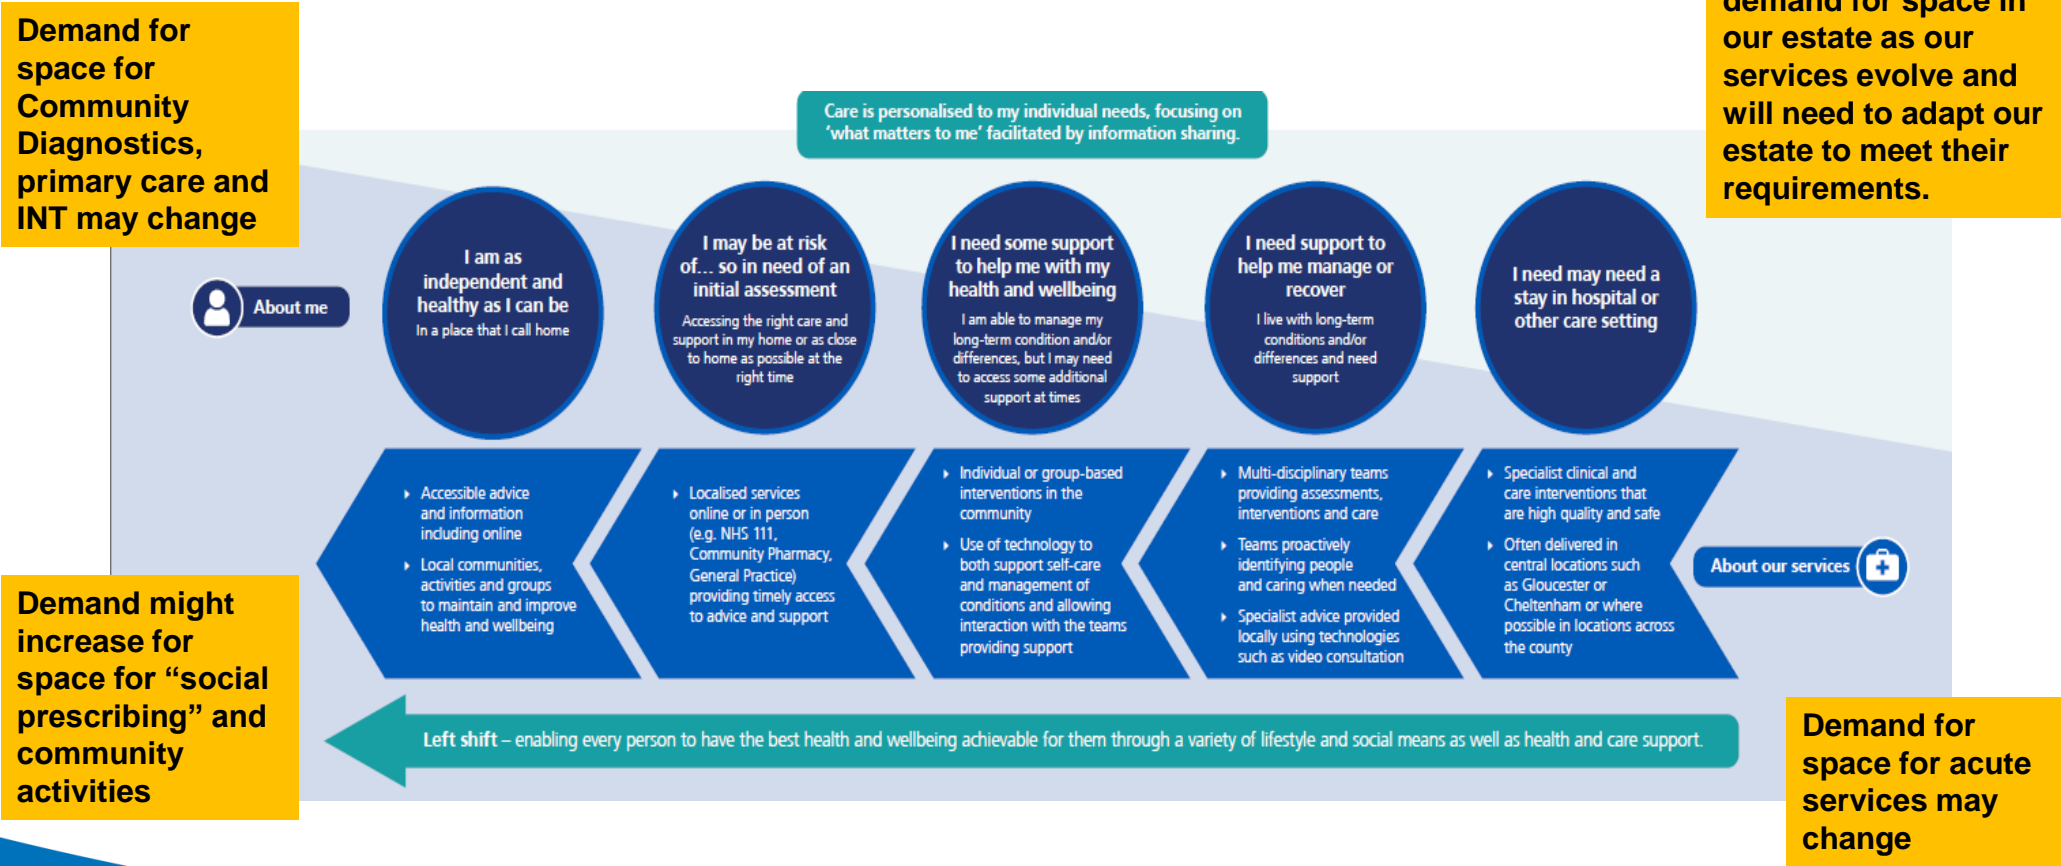 Demand for
space for
Community
Diagnostics,
primary care and
INT may change
demand for space in
our estate as our
services evolve and
will need to adapt our
estate to meet their
requirements.
Care is personalised to my individual needs, focusing on
‘what matters to me’ facilitated by information sharing.
About me
I am as
independent and
healthy as I can be
In a place that I call home
I may be at risk
of... so in need of an
initial assessment
Accessing the right care and
support in my home or as close
to home as possible at the
right time
I need some support
to help me with my
health and wellbeing
I am able to manage my
long-term condition and/or
differences, but I may need
to access some additional
support at times
I need support to
help me manage or
recover
I live with long-term
conditions and/or
differences and need
support
I need may need a
stay in hospital or
other care setting
Accessible advice
and information
including online
Local communities,
activities and groups
to maintain and improve
health and wellbeing
Localised services
online or in person
(e.g. NHS 111,
Community Pharmacy,
General Practice)
providing timely access
to advice and support
Individual or group-based
interventions in the
community
Use of technology to
both support self-care
and management of
conditions and allowing
interaction with the teams
providing support
Multi-disciplinary teams
providing assessments,
interventions and care
Teams proactively
identifying people
and caring when needed
Specialist advice provided
locally using technologies
such as video consultation
Specialist clinical and
care interventions that
are high quality and safe
Often delivered in
central locations such
as Gloucester or
Cheltenham or where
possible in locations across
the county
About our services
Demand might
increase for
space for “social
prescribing” and
community
activities
Left shift – enabling every person to have the best health and wellbeing achievable for them through a variety of lifestyle and social means as well as health and care support.
Demand for
space for acute
services may
change